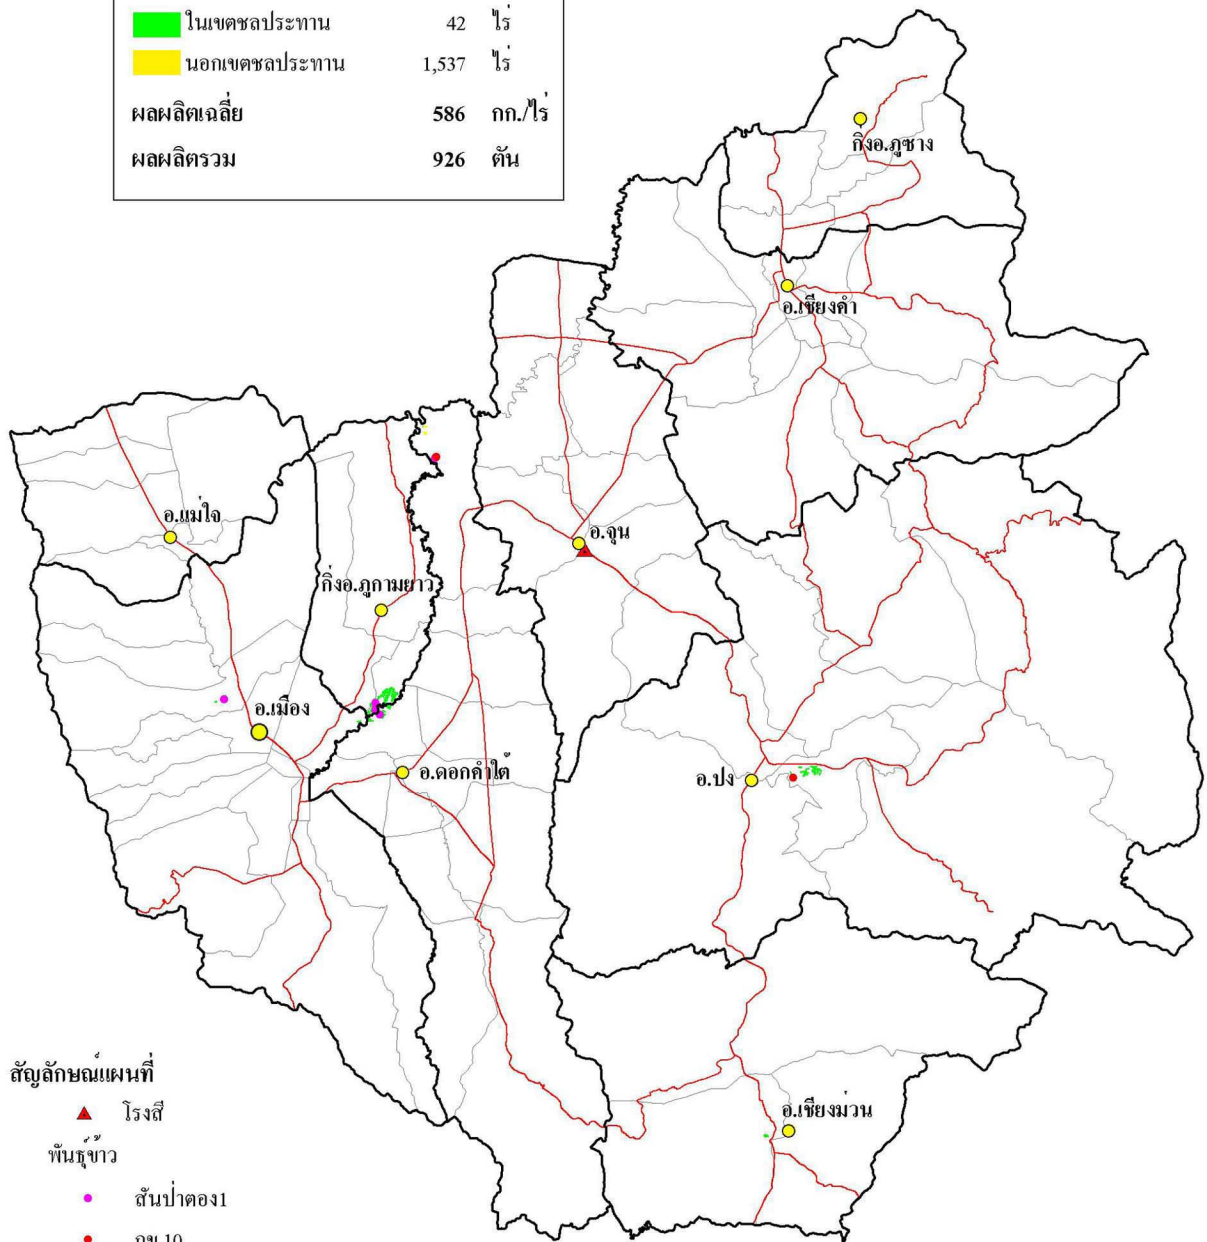 ในเขตชลประทาน 42 ไร่
นอกเขตชลประทาน 1,537 ไร่
ผลผลิตเฉลี่ย 586 กก./ไร่
ผลผลิตรวม 926 ตัน
กิ่งอ.ภูซาง
อ.เชียงคำ
อ.แม่ใจ
อ.จุน
กิ่งอ.ภูกามยาว
อ.เมือง
อ.ดอกคำใต้
อ.ปง
สัญลักษณ์แผนที่
โรงสี
อ.เชียงม่วน
พันธุ์ข้าว
สันป่าตอง1
กข 10